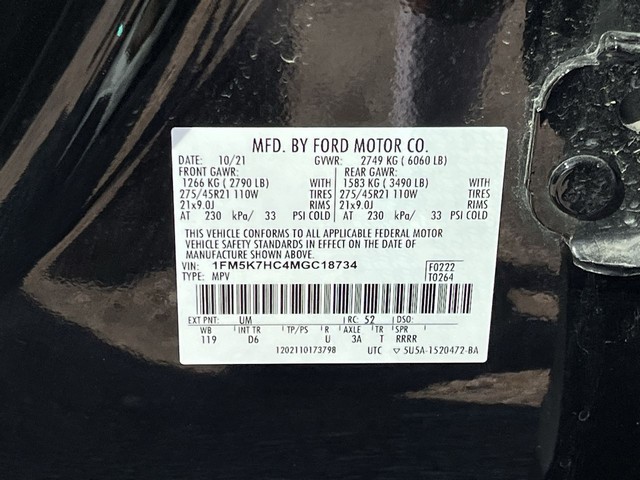 MFD. BY FORD MOTOR CO.
DATE: 10/21 GVWR: 2749 KG ( 6060 LB)
FRONT GAWR: REAR GAWR:
1266 KG ( 2790 LB) WITH 1583 KG ( 3490 LB) WITH
275/45R21 110W TIRES 275/45R21 110W TIRES
21x9.0J RIMS 21x9.0J RIMS
AT 230 kPa/ 33 PSI COLD AT 230 kPa/ 33 PSI COLD
THIS VEHICLE CONFORMS TO ALL APPLICABLE FEDERAL MOTOR
VEHICLE SAFETY STANDARDS IN EFFECT ON THE DATE OF
MANUFACTURE SHOWN ABOVE.
VIN: 1FM5K7HC4MGC18734 F0222
TYPE: MPV T0264
EXT PNT: UM RC: 52 DSO:
WB INT TR TP/PS R AXLE TR SPR
119 D6 U 3A T RRRR
1202110173798 UTC ▽ 5U5A-1520472-BA